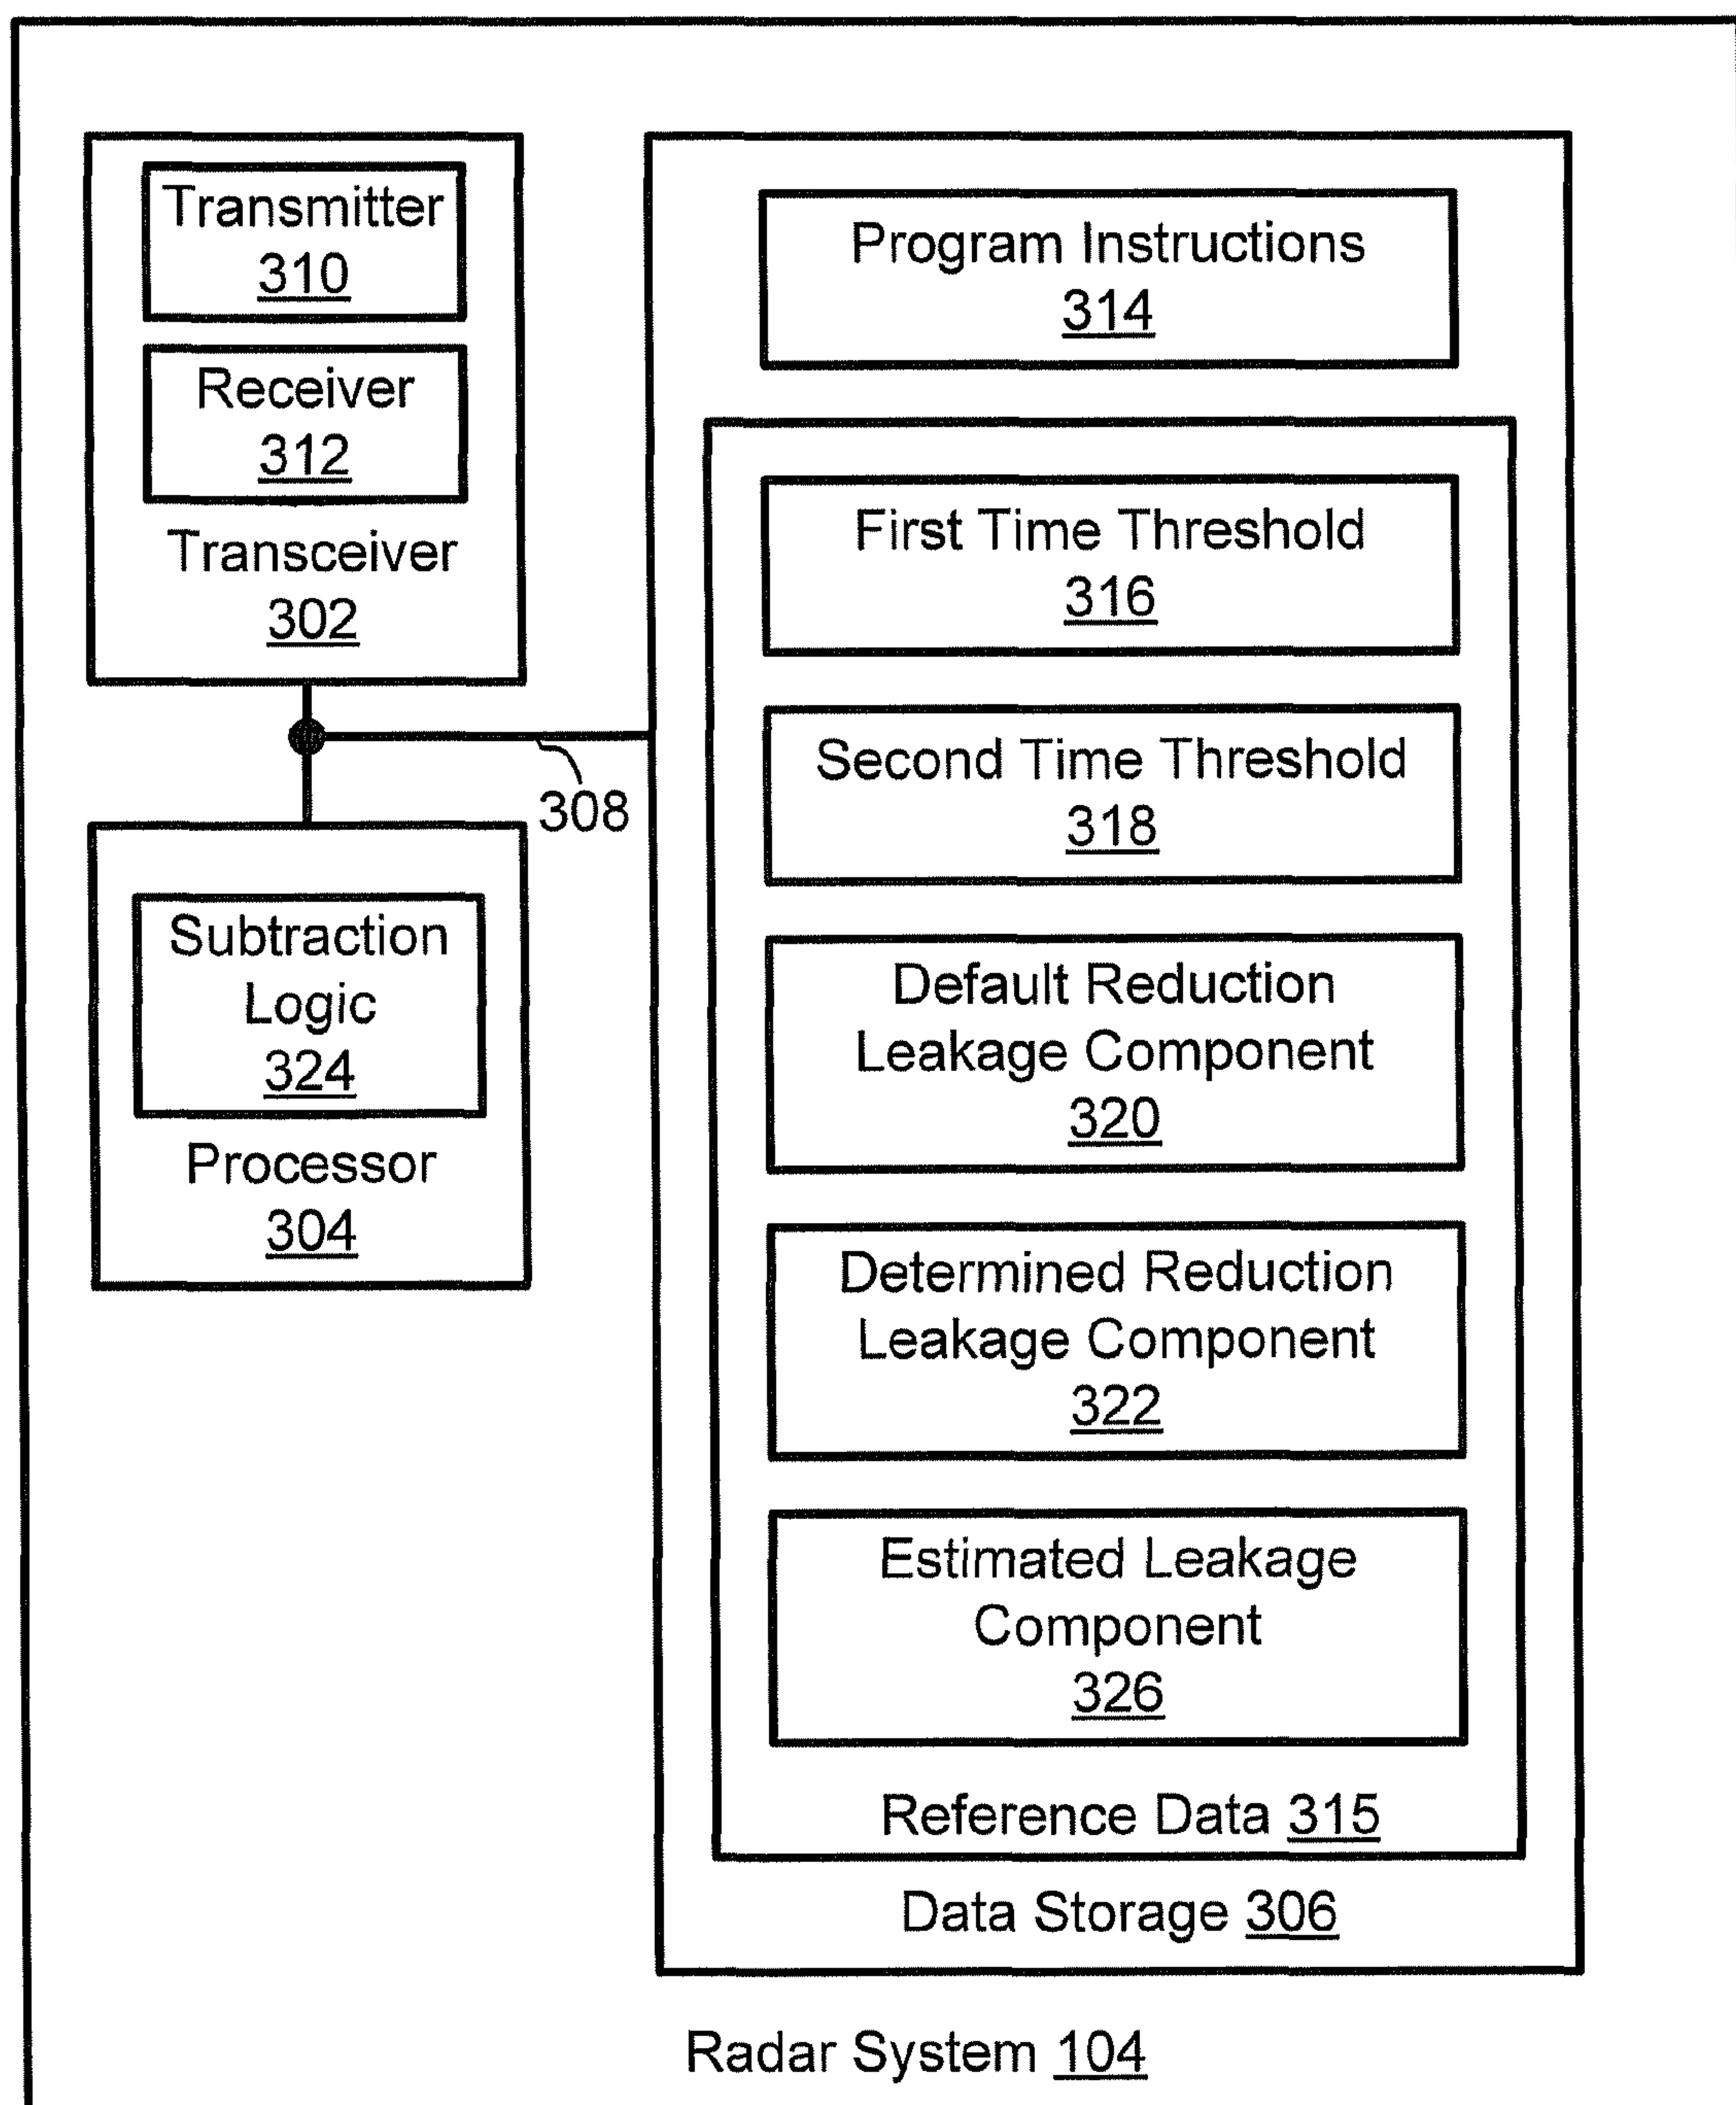 Transmitter
310
Receiver
312
Transceiver
302
308
Subtraction
Logic
324
Processor
304
Program Instructions
314
First Time Threshold
316
Second Time Threshold
318
Default Reduction
Leakage Component
320
Determined Reduction
Leakage Component
322
Estimated Leakage
Component
326
Reference Data 315
Data Storage 306
Radar System 104